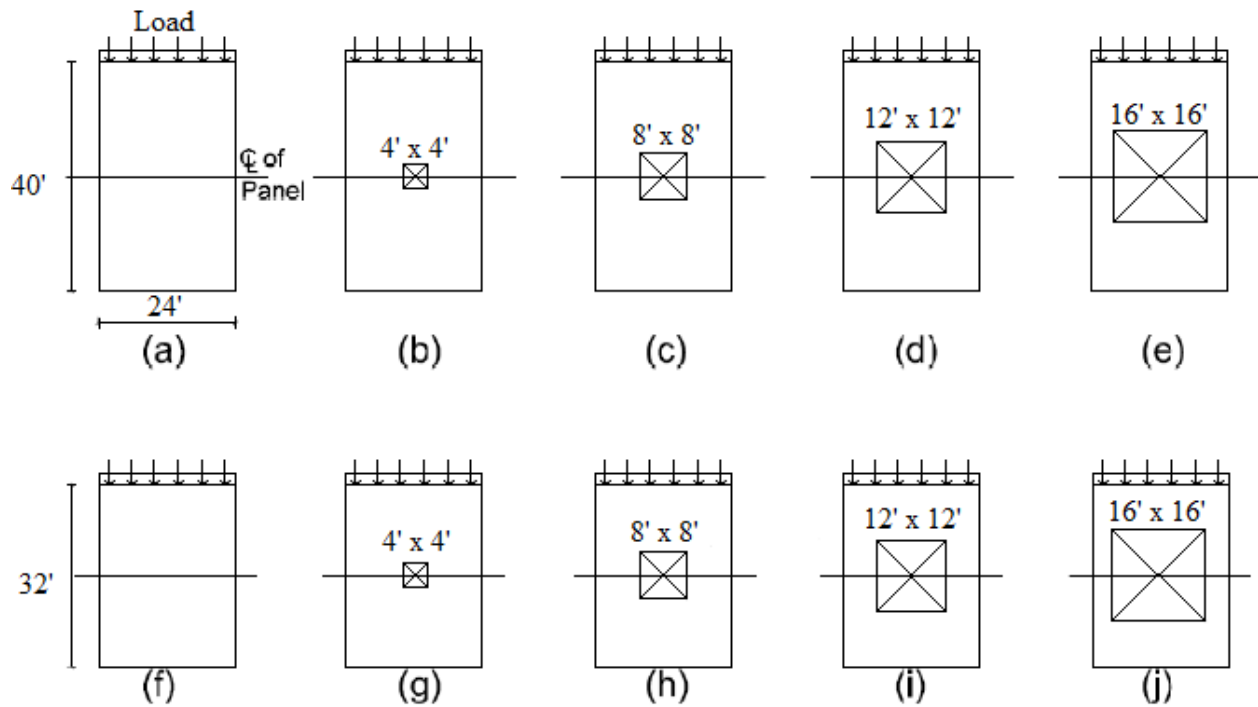 Load
4' x 4'
8' x 8'
12' x 12'
16' x 16'
℄ of
Panel
40'
24'
(a)
(b)
(c)
(d)
(e)
4' x 4'
8' x 8'
12' x 12'
16' x 16'
32'
(f)
(g)
(h)
(i)
(j)